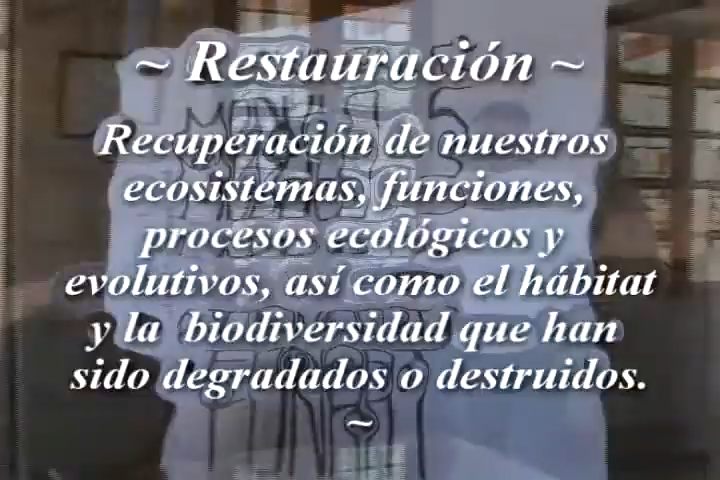 ~ Restauración ~
Recuperación de nuestros
ecosistemas, funciones,
procesos ecológicos y
evolutivos, así como el hábitat
y la biodiversidad que han
sido degradados o destruidos.
~